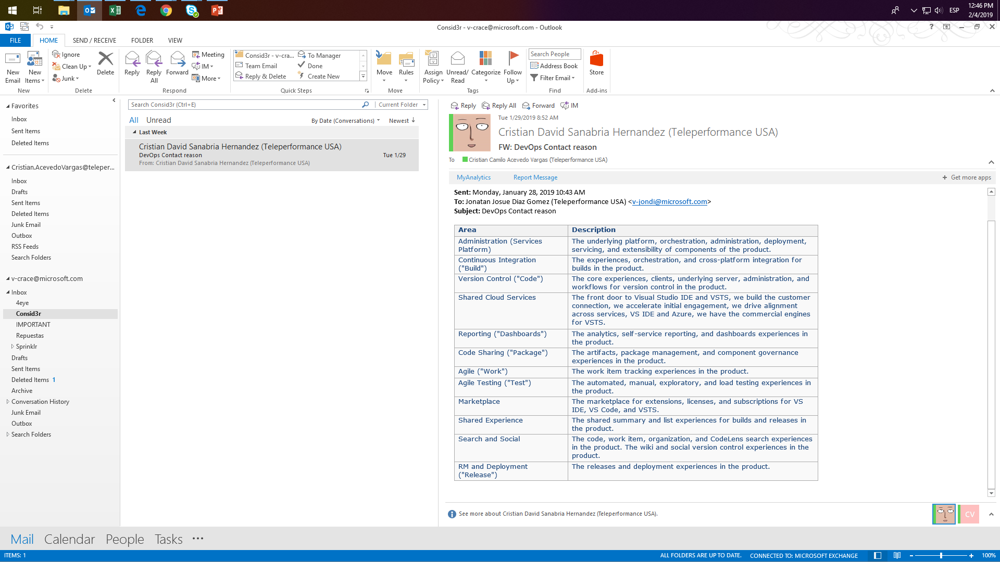 12:46 PM
ESP
2/4/2019
Consid3r - v-crace@microsoft.com - Outlook
FILE HOME SEND / RECEIVE FOLDER VIEW
New Email
New Items
Ignore
Clean Up
Junk
Delete
Reply
Reply All
Forward
Meeting
IM
More
Consid3r - v-cra...
To Manager
Team Email
Done
Reply & Delete
Create New
Move
Rules
Assign Policy
Unread/ Read
Categorize
Follow Up
Search People
Address Book
Filter Email
Store
New Delete Respond Quick Steps Move Tags Find Add-ins
Favorites
Inbox
Sent Items
Deleted Items
Cristian.AcevedoVargas@teleper...
Inbox
Drafts
Sent Items
Deleted Items
Junk Email
Outbox
RSS Feeds
Search Folders
v-crace@microsoft.com
Inbox
4eye
Consid3r
IMPORTANT
Repuestas
Sprinklr
Drafts
Sent Items
Deleted Items 1
Archive
Conversation History
Junk Email
Outbox
Search Folders
Search Consid3r (Ctrl+E)
Current Folder
All Unread
By Date (Conversations) Newest
Last Week
Cristian David Sanabria Hernandez (Teleperformance USA)
DevOps Contact reason Tue 1/29
From: Cristian David Sanabria Hernandez (Teleperformance USA)
Reply Reply All Forward IM
Tue 1/29/2019 8:52 AM
Cristian David Sanabria Hernandez (Teleperformance USA)
FW: DevOps Contact reason
To Cristian Camilo Acevedo Vargas (Teleperformance USA)
MyAnalytics Report Message + Get more apps
Sent: Monday, January 28, 2019 10:43 AM
To: Jonatan Josue Diaz Gomez (Teleperformance USA) <v-jondi@microsoft.com>
Subject: DevOps Contact reason
Area Description
Administration (Services Platform)
The underlying platform, orchestration, administration, deployment,
servicing, and extensibility of components of the product.
Continuous Integration ("Build")
The experiences, orchestration, and cross-platform integration for
builds in the product.
Version Control ("Code")
The core experiences, clients, underlying server, administration, and
workflows for version control in the product.
Shared Cloud Services
The front door to Visual Studio IDE and VSTS, we build the customer
connection, we accelerate initial engagement, we drive alignment
across services, VS IDE and Azure, we have the commercial engines
for VSTS.
Reporting ("Dashboards")
The analytics, self-service reporting, and dashboards experiences in
the product.
Code Sharing ("Package")
The artifacts, package management, and component governance
experiences in the product.
Agile ("Work")
The work item tracking experiences in the product.
Agile Testing ("Test")
The automated, manual, exploratory, and load testing experiences in
the product.
Marketplace
The marketplace for extensions, licenses, and subscriptions for VS
IDE, VS Code, and VSTS.
Shared Experience
The shared summary and list experiences for builds and releases in
the product.
Search and Social
The code, work item, organization, and CodeLens search experiences
in the product. The wiki and social version control experiences in the
product.
RM and Deployment ("Release")
The releases and deployment experiences in the product.
See more about Cristian David Sanabria Hernandez (Teleperformance USA).
CV
Mail Calendar People Tasks ···
ITEMS: 1
ALL FOLDERS ARE UP TO DATE. CONNECTED TO: MICROSOFT EXCHANGE
100%